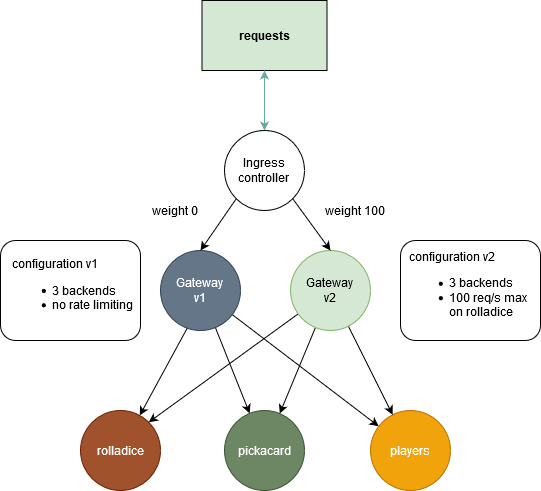 requests
Ingress
controller
weight 0
weight 100
configuration v1
• 3 backends
• no rate limiting
Gateway
v1
Gateway
v2
configuration v2
• 3 backends
• 100 req/s max
on rolladice
rolladice
pickacard
players